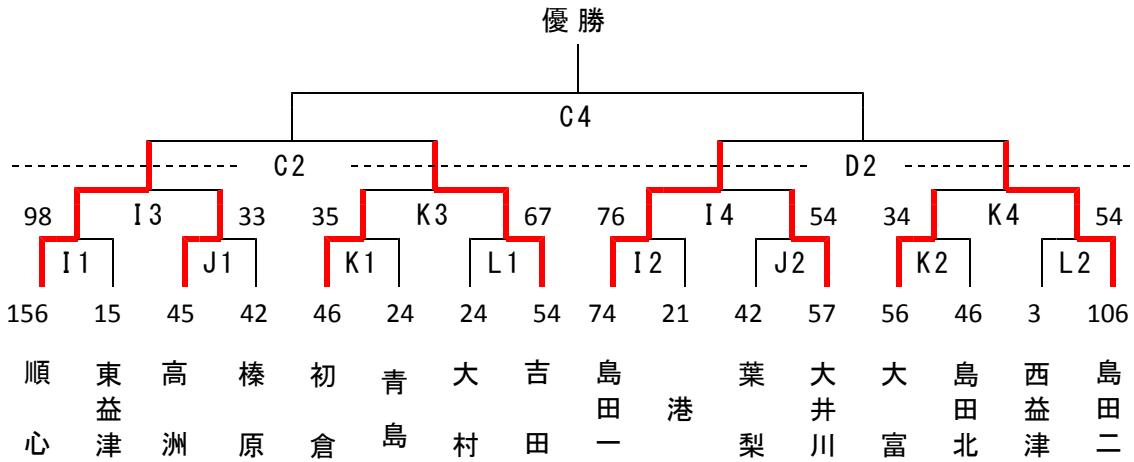 優勝
C4
C2 D2
98 I3 33 35 K3 67 76 I4 54 34 K4 54
I1 J1 K1 L1 I2 J2 K2 L2
156 15 45 42 46 24 24 54 74 21 42 57 56 46 3 106
順心 東益津 高洲 榛原 初倉 青島 大村 吉田 島田一 港 葉梨 大井川 大富 島田北 西益津 島田二